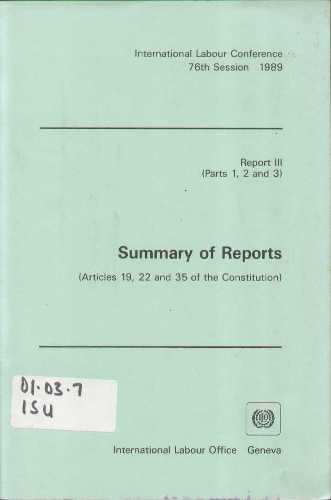 International Labour Conference
76th Session 1989
Report III
(Parts 1, 2 and 3)
Summary of Reports
(Articles 19, 22 and 35 of the Constitution)
01.03.7
ISU
International Labour Office Geneva